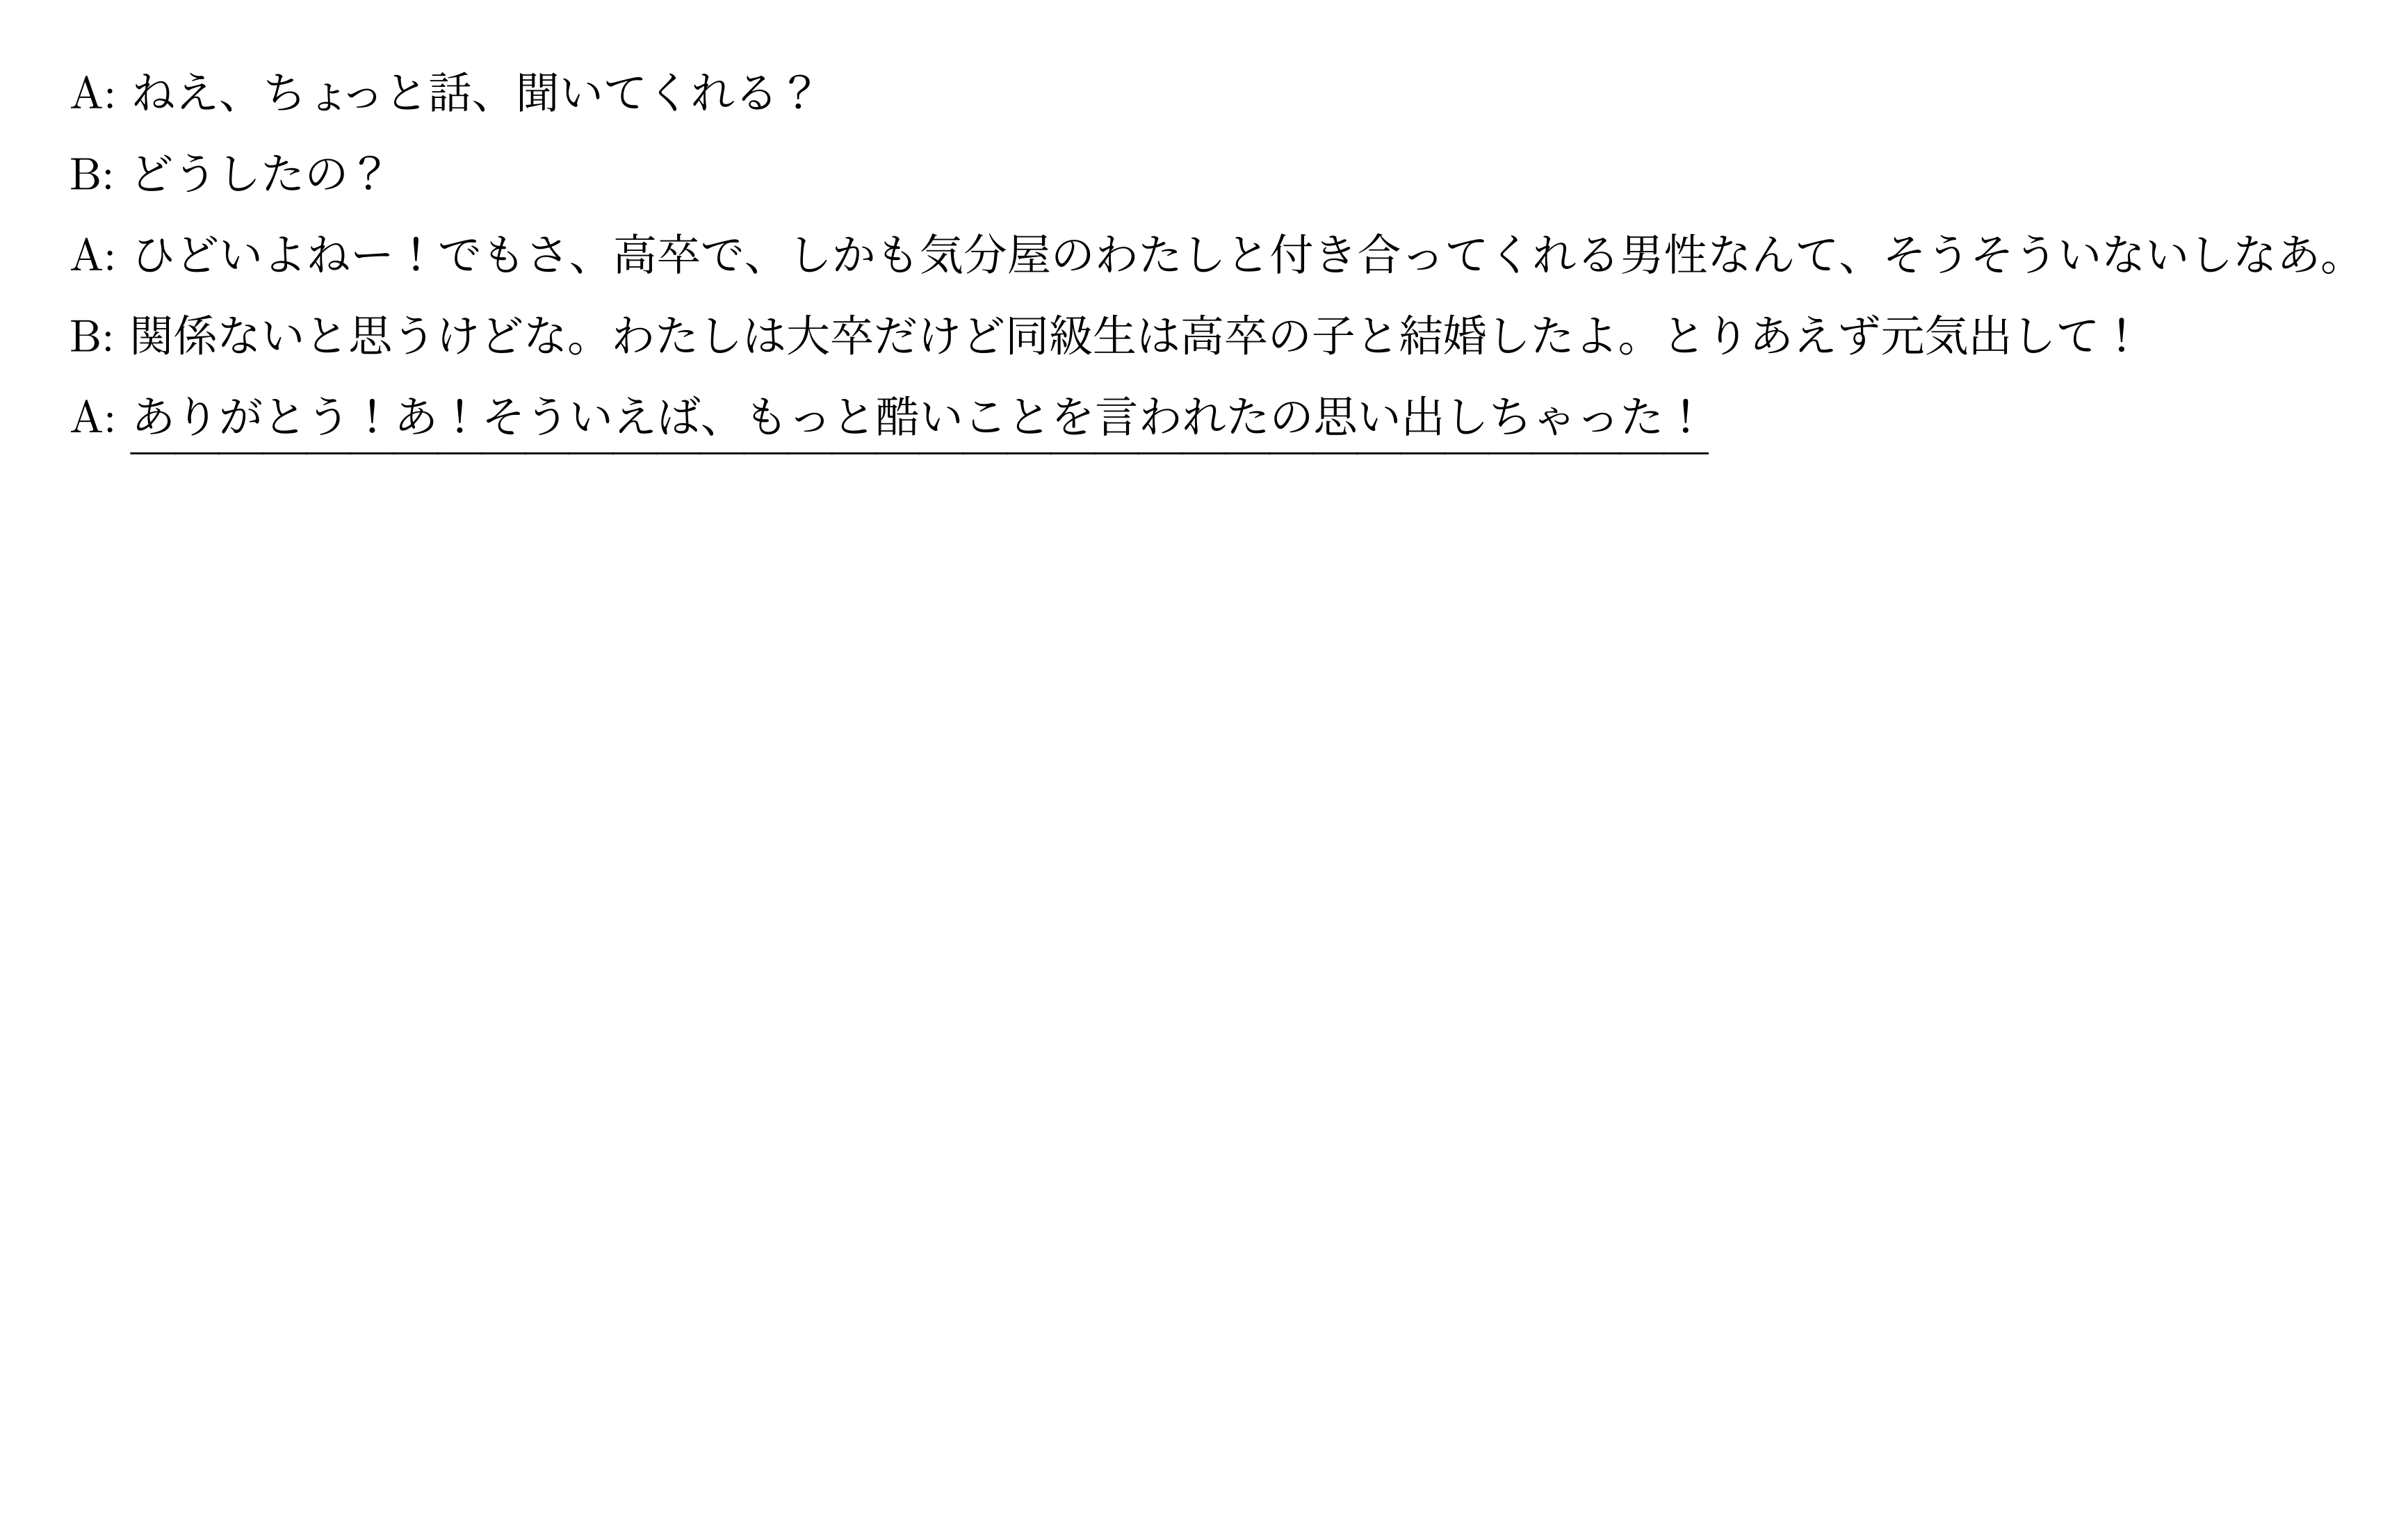 A: ねえ、ちょっと話、聞いてくれる？
B: どうしたの？
A: ひどいよねー！でもさ、高卒で、しかも気分屋のわたしと付き合ってくれる男性なんて、そうそういないしなあ。
B: 関係ないと思うけどな。わたしは大卒だけど同級生は高卒の子と結婚したよ。とりあえず元気出して！
A: ありがとう！あ！そういえば、もっと酷いことを言われたの思い出しちゃった！